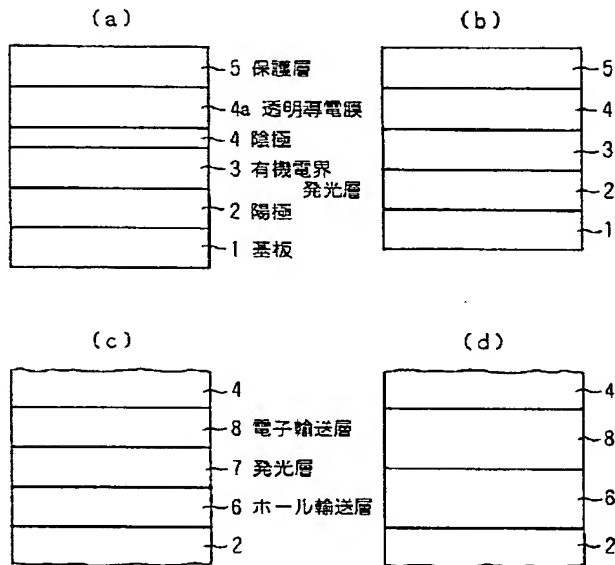 (a)
5 保護層
4a 透明導電膜
4 陰極
3 有機電界
発光層
2 陽極
1 基板
(b)
5
4
3
2
1
(c)
4
8 電子輸送層
7 発光層
6 ホール輸送層
2
(d)
4
8
6
2